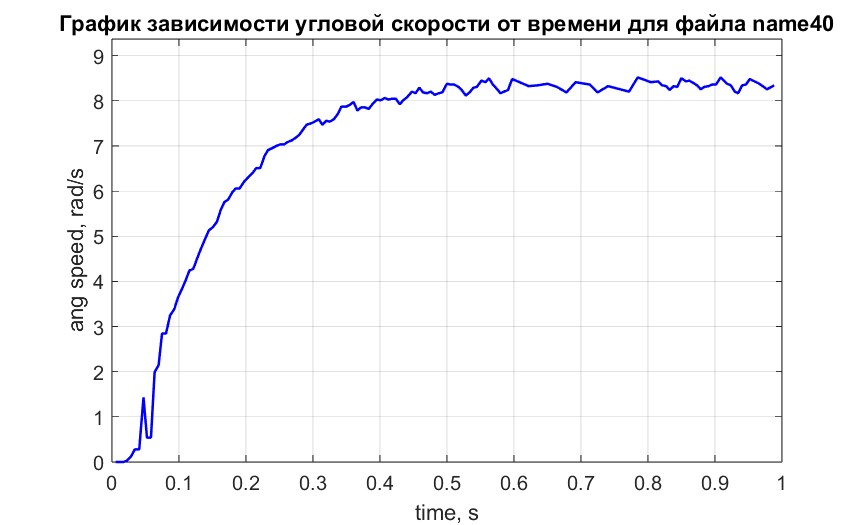 График зависимости угловой скорости от времени для файла name40
9
8
7
6
5
4
3
2
1
0
ang speed, rad/s
0 0.1 0.2 0.3 0.4 0.5 0.6 0.7 0.8 0.9 1
time, s